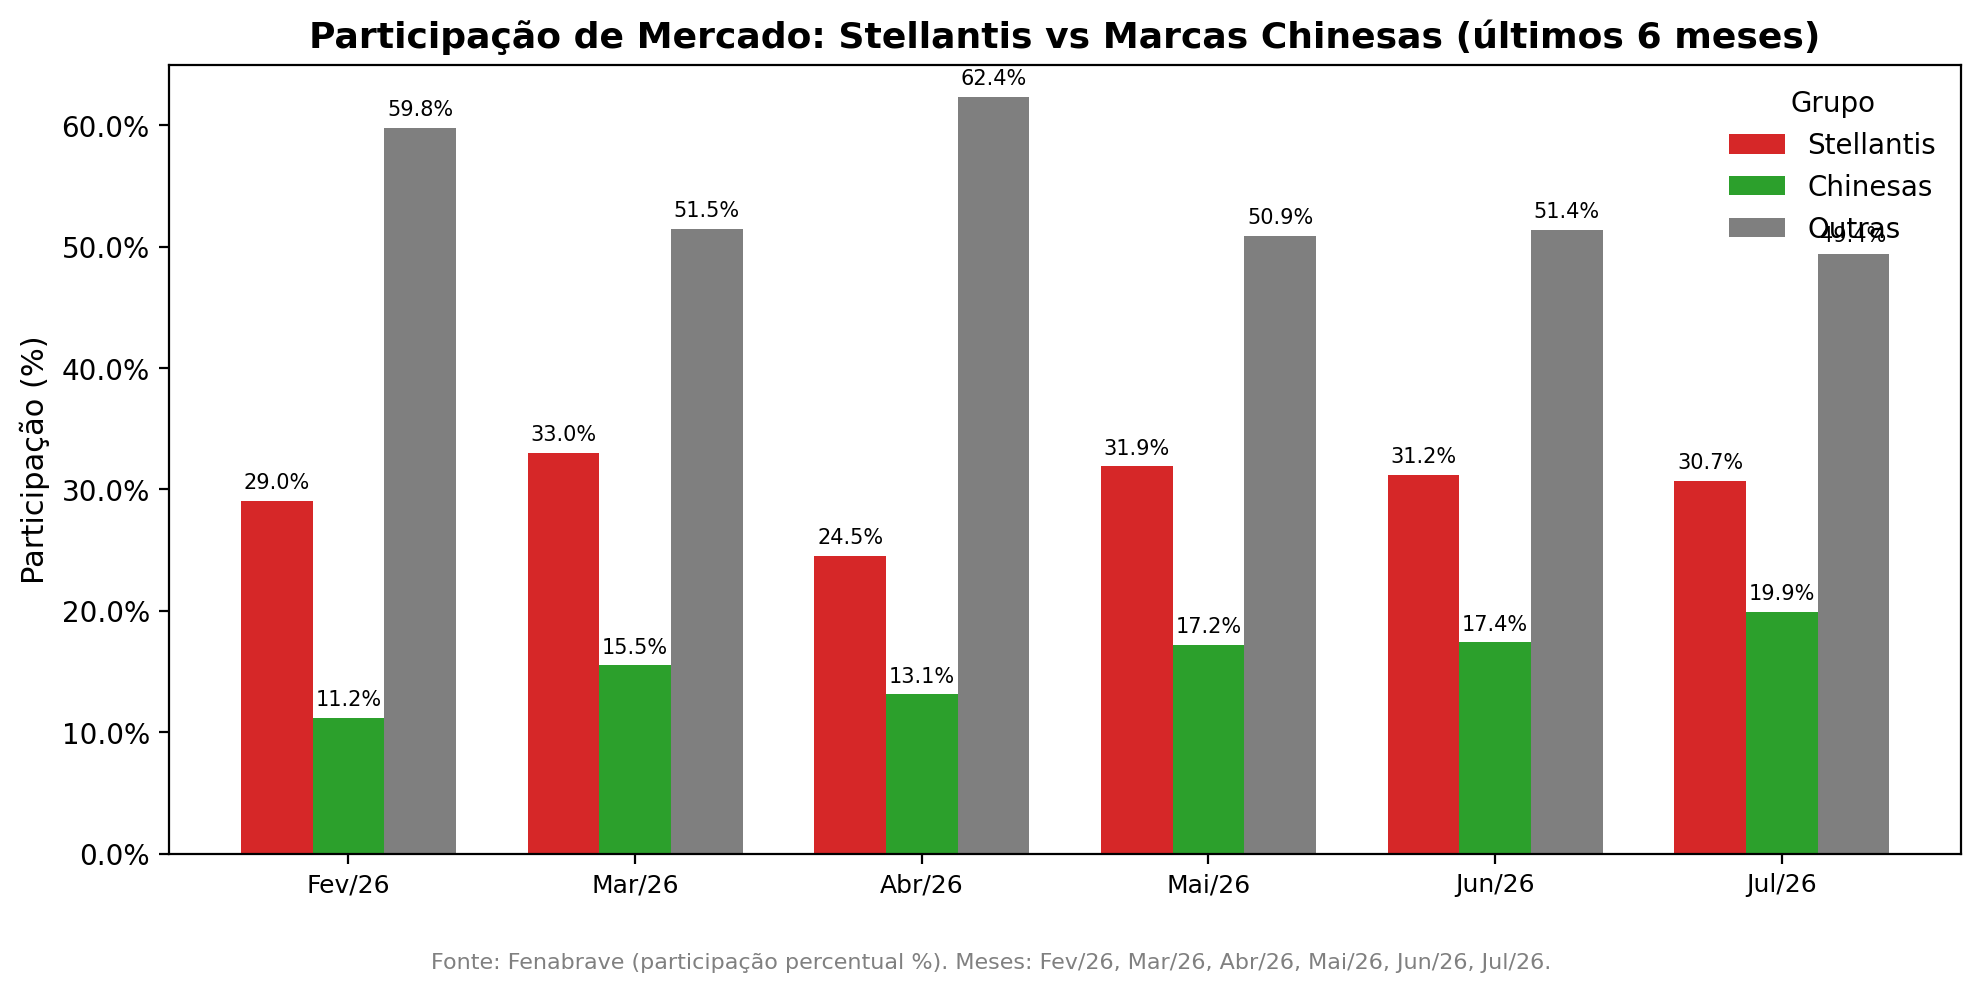 Participação de Mercado: Stellantis vs Marcas Chinesas (últimos 6 meses)
Participação (%)
60.0%
50.0%
40.0%
30.0%
20.0%
10.0%
0.0%
29.0%
11.2%
59.8%
33.0%
15.5%
51.5%
24.5%
13.1%
62.4%
31.9%
17.2%
50.9%
31.2%
17.4%
51.4%
30.7%
19.9%
49.4%
Grupo
Stellantis
Chinesas
Outras
Fev/26
Mar/26
Abr/26
Mai/26
Jun/26
Jul/26
Fonte: Fenabrave (participação percentual %). Meses: Fev/26, Mar/26, Abr/26, Mai/26, Jun/26, Jul/26.